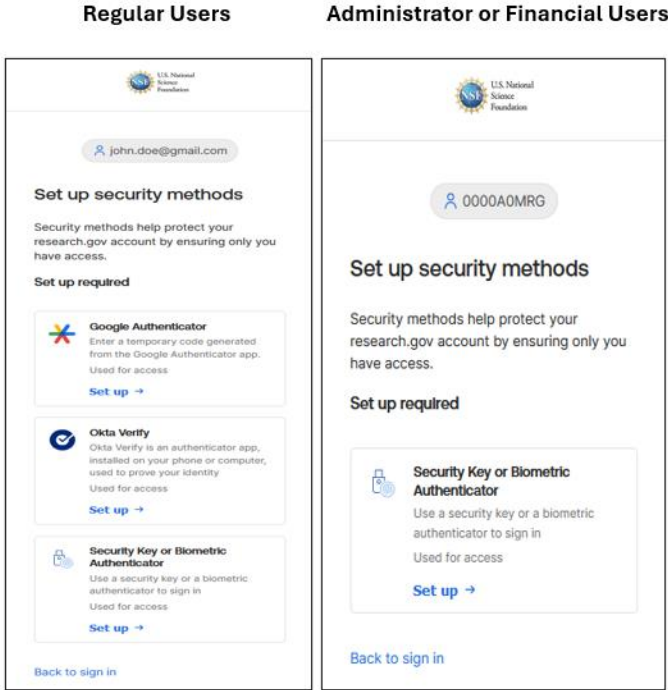 Regular Users
Administrator or Financial Users
U.S. National
Science
Foundation
NSF
john.doe@gmail.com
Set up security methods
Security methods help protect your
research.gov account by ensuring only you
have access.
Set up required
Google Authenticator
Enter a temporary code generated
from the Google Authenticator app.
Used for access
Set up →
Okta Verify
Okta Verify is an authenticator app,
installed on your phone or computer,
used to prove your identity
Used for access
Set up →
Security Key or Biometric
Authenticator
Use a security key or a biometric
authenticator to sign in
Used for access
Set up →
Back to sign in
NSF
U.S. National
Science
Foundation
0000A0MRG
Set up security methods
Security methods help protect your
research.gov account by ensuring only you
have access.
Set up required
Security Key or Biometric
Authenticator
Use a security key or a biometric
authenticator to sign in
Used for access
Set up →
Back to sign in